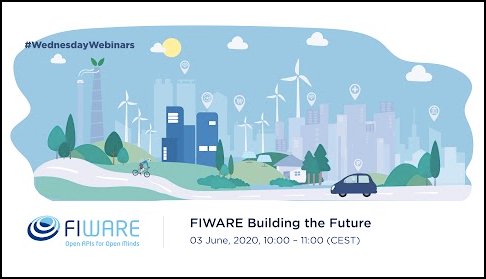 #WednesdayWebinars
FIWARE
Open APIs for Open Minds
FIWARE Building the Future
03 June, 2020, 10:00 – 11:00 (CEST)